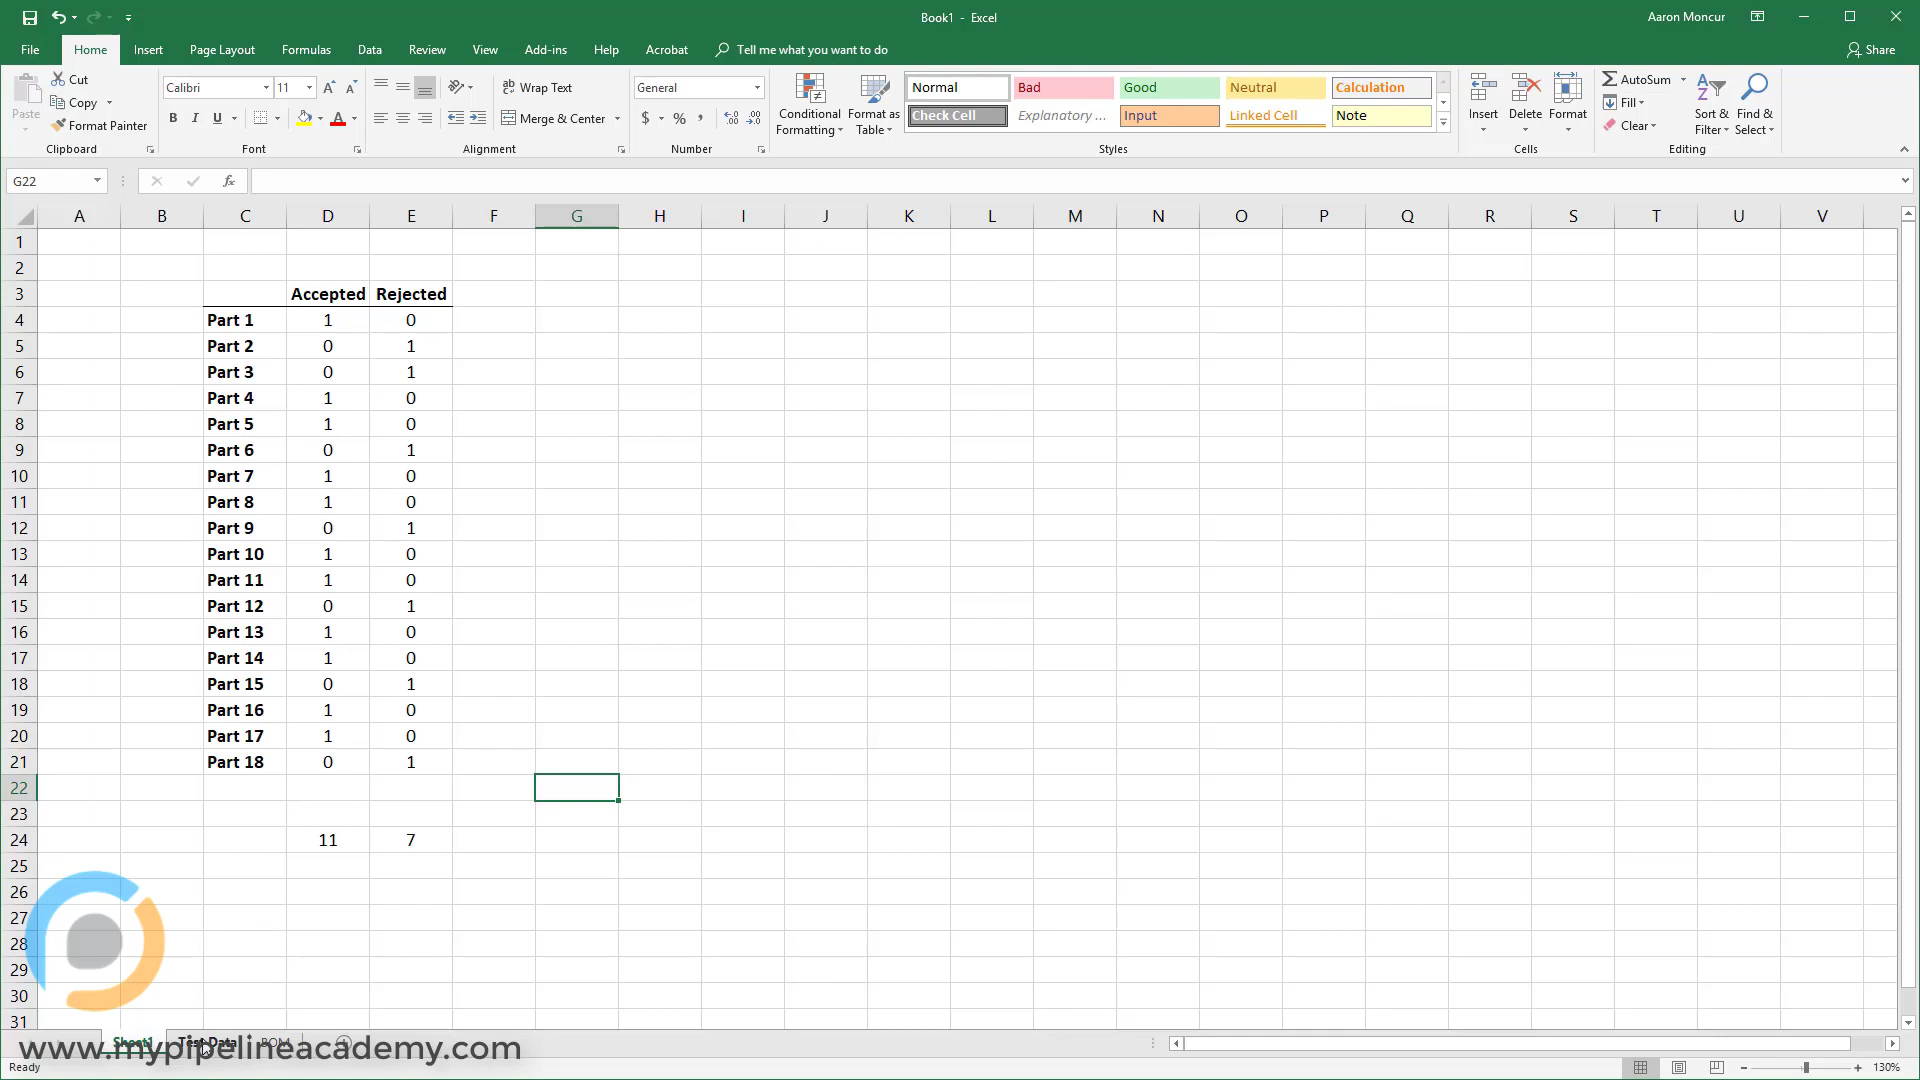 Book1 - Excel
Aaron Moncur
File Home Insert Page Layout Formulas Data Review View Add-ins Help Acrobat Tell me what you want to do Share
Paste Cut Copy Format Painter Clipboard
Calibri 11 B I U Font
Wrap Text Merge & Center Alignment
General $ % , Number
Conditional Formatting Format as Table
Normal Bad Good Neutral Calculation
Check Cell Explanatory ... Input Linked Cell Note
Styles
Insert Delete Format Cells
AutoSum Fill Clear Sort & Filter Find & Select Editing
G22 fx
A B C D E F G H I J K L M N O P Q R S T U V
1
2
3 Accepted Rejected
4 Part 1 1 0
5 Part 2 0 1
6 Part 3 0 1
7 Part 4 1 0
8 Part 5 1 0
9 Part 6 0 1
10 Part 7 1 0
11 Part 8 1 0
12 Part 9 0 1
13 Part 10 1 0
14 Part 11 1 0
15 Part 12 0 1
16 Part 13 1 0
17 Part 14 1 0
18 Part 15 0 1
19 Part 16 1 0
20 Part 17 1 0
21 Part 18 0 1
22
23
24 11 7
25
26
27
28
29
30
31
Sheet1 Test Data BOM
www.mypipelineacademy.com
Ready 130%